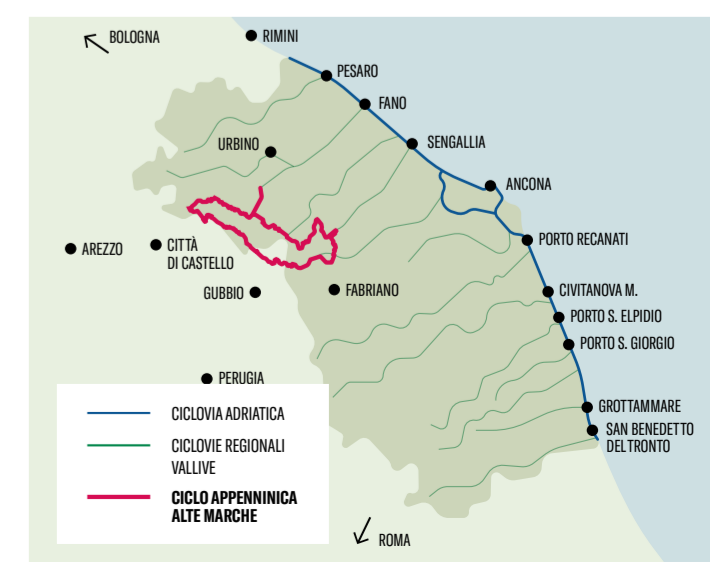 BOLOGNA
RIMINI
PESARO
FANO
URBINO
SENGALLIA
ANCONA
PORTO RECANATI
AREZZO
CITTÀ
DI CASTELLO
GUBBIO
FABRIANO
CIVITANOVA M.
PORTO S. ELPIDIO
PORTO S. GIORGIO
PERUGIA
GROTTAMMARE
SAN BENEDETTO
DEL TRONTO
CICLOVIA ADRIATICA
CICLOVIE REGIONALI
VALLIVE
CICLO APPENNINICA
ALTE MARCHE
ROMA